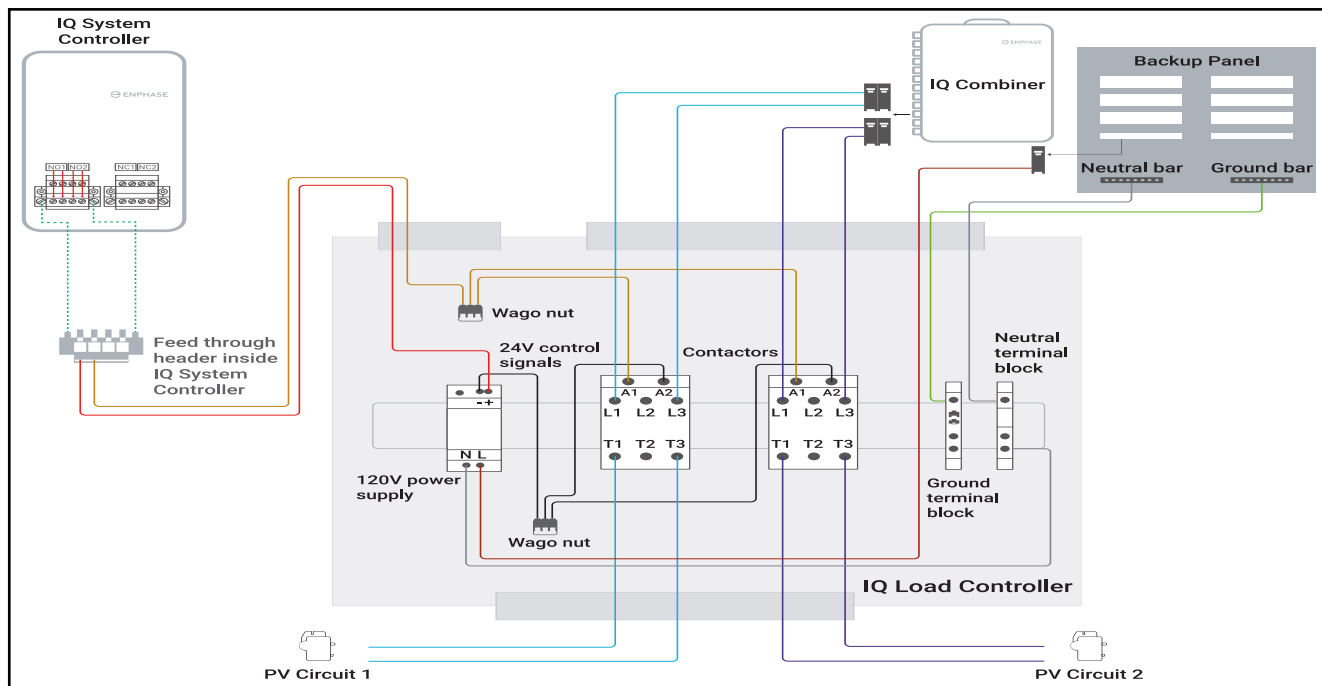 IQ System
Controller
ENPHASE
NO1 NO2
NC1 NC2
Feed through
header inside
IQ System
Controller
ENPHASE
IQ Combiner
Backup Panel
Neutral bar
Ground bar
Wago nut
24V control
signals
Contactors
Neutral
terminal
block
- +
N L
120V power
supply
A1 A2
L1 L2 L3
T1 T2 T3
A1 A2
L1 L2 L3
T1 T2 T3
Ground
terminal
block
Wago nut
IQ Load Controller
PV Circuit 1
PV Circuit 2